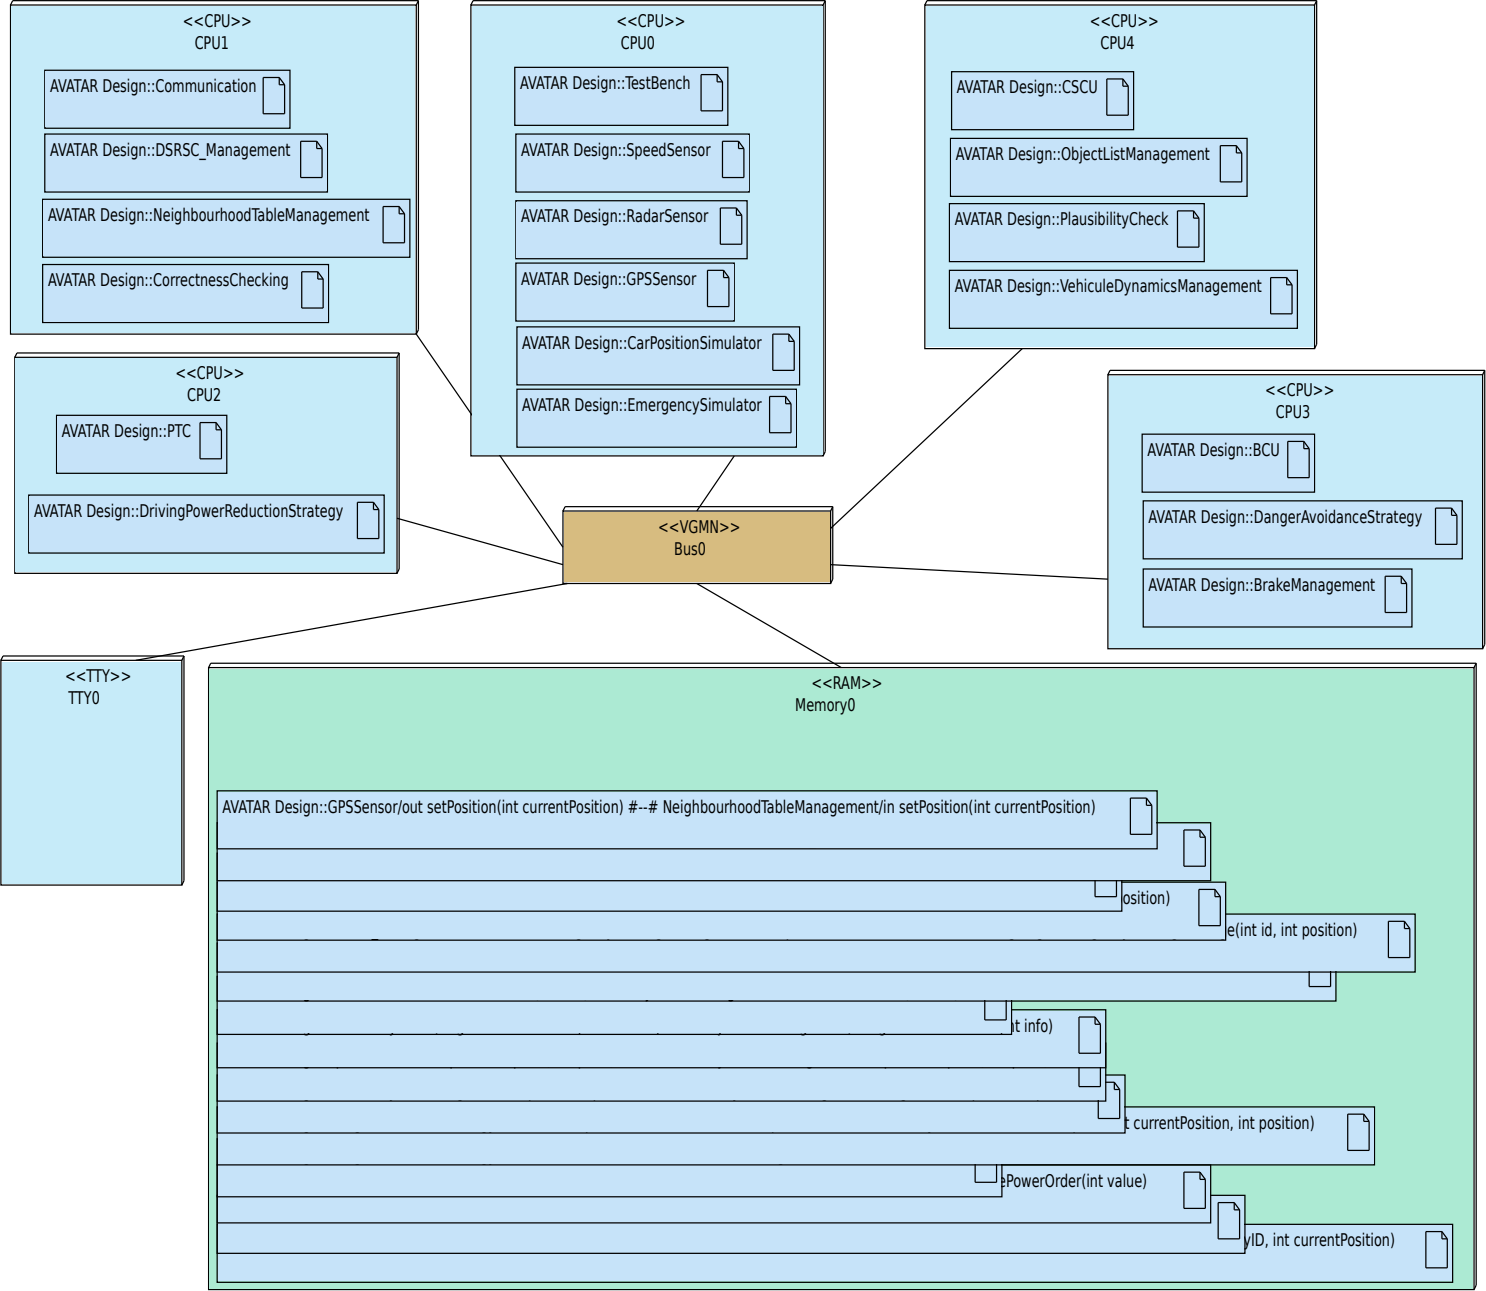 <<CPU>>
CPU1
AVATAR Design::Communication
AVATAR Design::DSRSC_Management
AVATAR Design::NeighbourhoodTableManagement
AVATAR Design::CorrectnessChecking
<<CPU>>
CPU0
AVATAR Design::TestBench
AVATAR Design::SpeedSensor
AVATAR Design::RadarSensor
AVATAR Design::GPSSensor
AVATAR Design::CarPositionSimulator
AVATAR Design::EmergencySimulator
<<CPU>>
CPU4
AVATAR Design::CSCU
AVATAR Design::ObjectListManagement
AVATAR Design::PlausibilityCheck
AVATAR Design::VehiculeDynamicsManagement
<<CPU>>
CPU2
AVATAR Design::PTC
AVATAR Design::DrivingPowerReductionStrategy
<<CPU>>
CPU3
AVATAR Design::BCU
AVATAR Design::DangerAvoidanceStrategy
AVATAR Design::BrakeManagement
<<VGMN>>
Bus0
<<TTY>>
TTY0
<<RAM>>
Memory0
AVATAR Design::GPSSensor/out setPosition(int currentPosition) #--# NeighbourhoodTableManagement/in setPosition(int currentPosition)
osition)
e(int id, int position)
nt info)
t currentPosition, int position)
ePowerOrder(int value)
yID, int currentPosition)